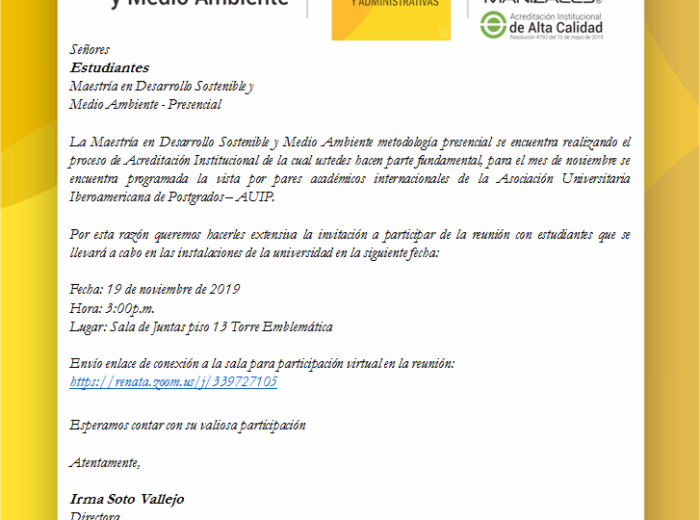 y Medio Ambiente
Y ADMINISTRATIVAS
MANIZALES®
Acreditación Institucional
de Alta Calidad
Resolución 4792 del 15 de mayo de 2019
Señores
Estudiantes
Maestría en Desarrollo Sostenible y
Medio Ambiente - Presencial
La Maestría en Desarrollo Sostenible y Medio Ambiente metodología presencial se encuentra realizando el
proceso de Acreditación Institucional de la cual ustedes hacen parte fundamental, para el mes de noviembre se
encuentra programada la vista por pares académicos internacionales de la Asociación Universitaria
Iberoamericana de Postgrados – AUIP.
Por esta razón queremos hacerles extensiva la invitación a participar de la reunión con estudiantes que se
llevará a cabo en las instalaciones de la universidad en la siguiente fecha:
Fecha: 19 de noviembre de 2019
Hora: 3:00p.m.
Lugar: Sala de Juntas piso 13 Torre Emblemática
Envío enlace de conexión a la sala para participación virtual en la reunión:
https://renata.zoom.us/j/339727105
Esperamos contar con su valiosa participación
Atentamente,
Irma Soto Vallejo
Directora